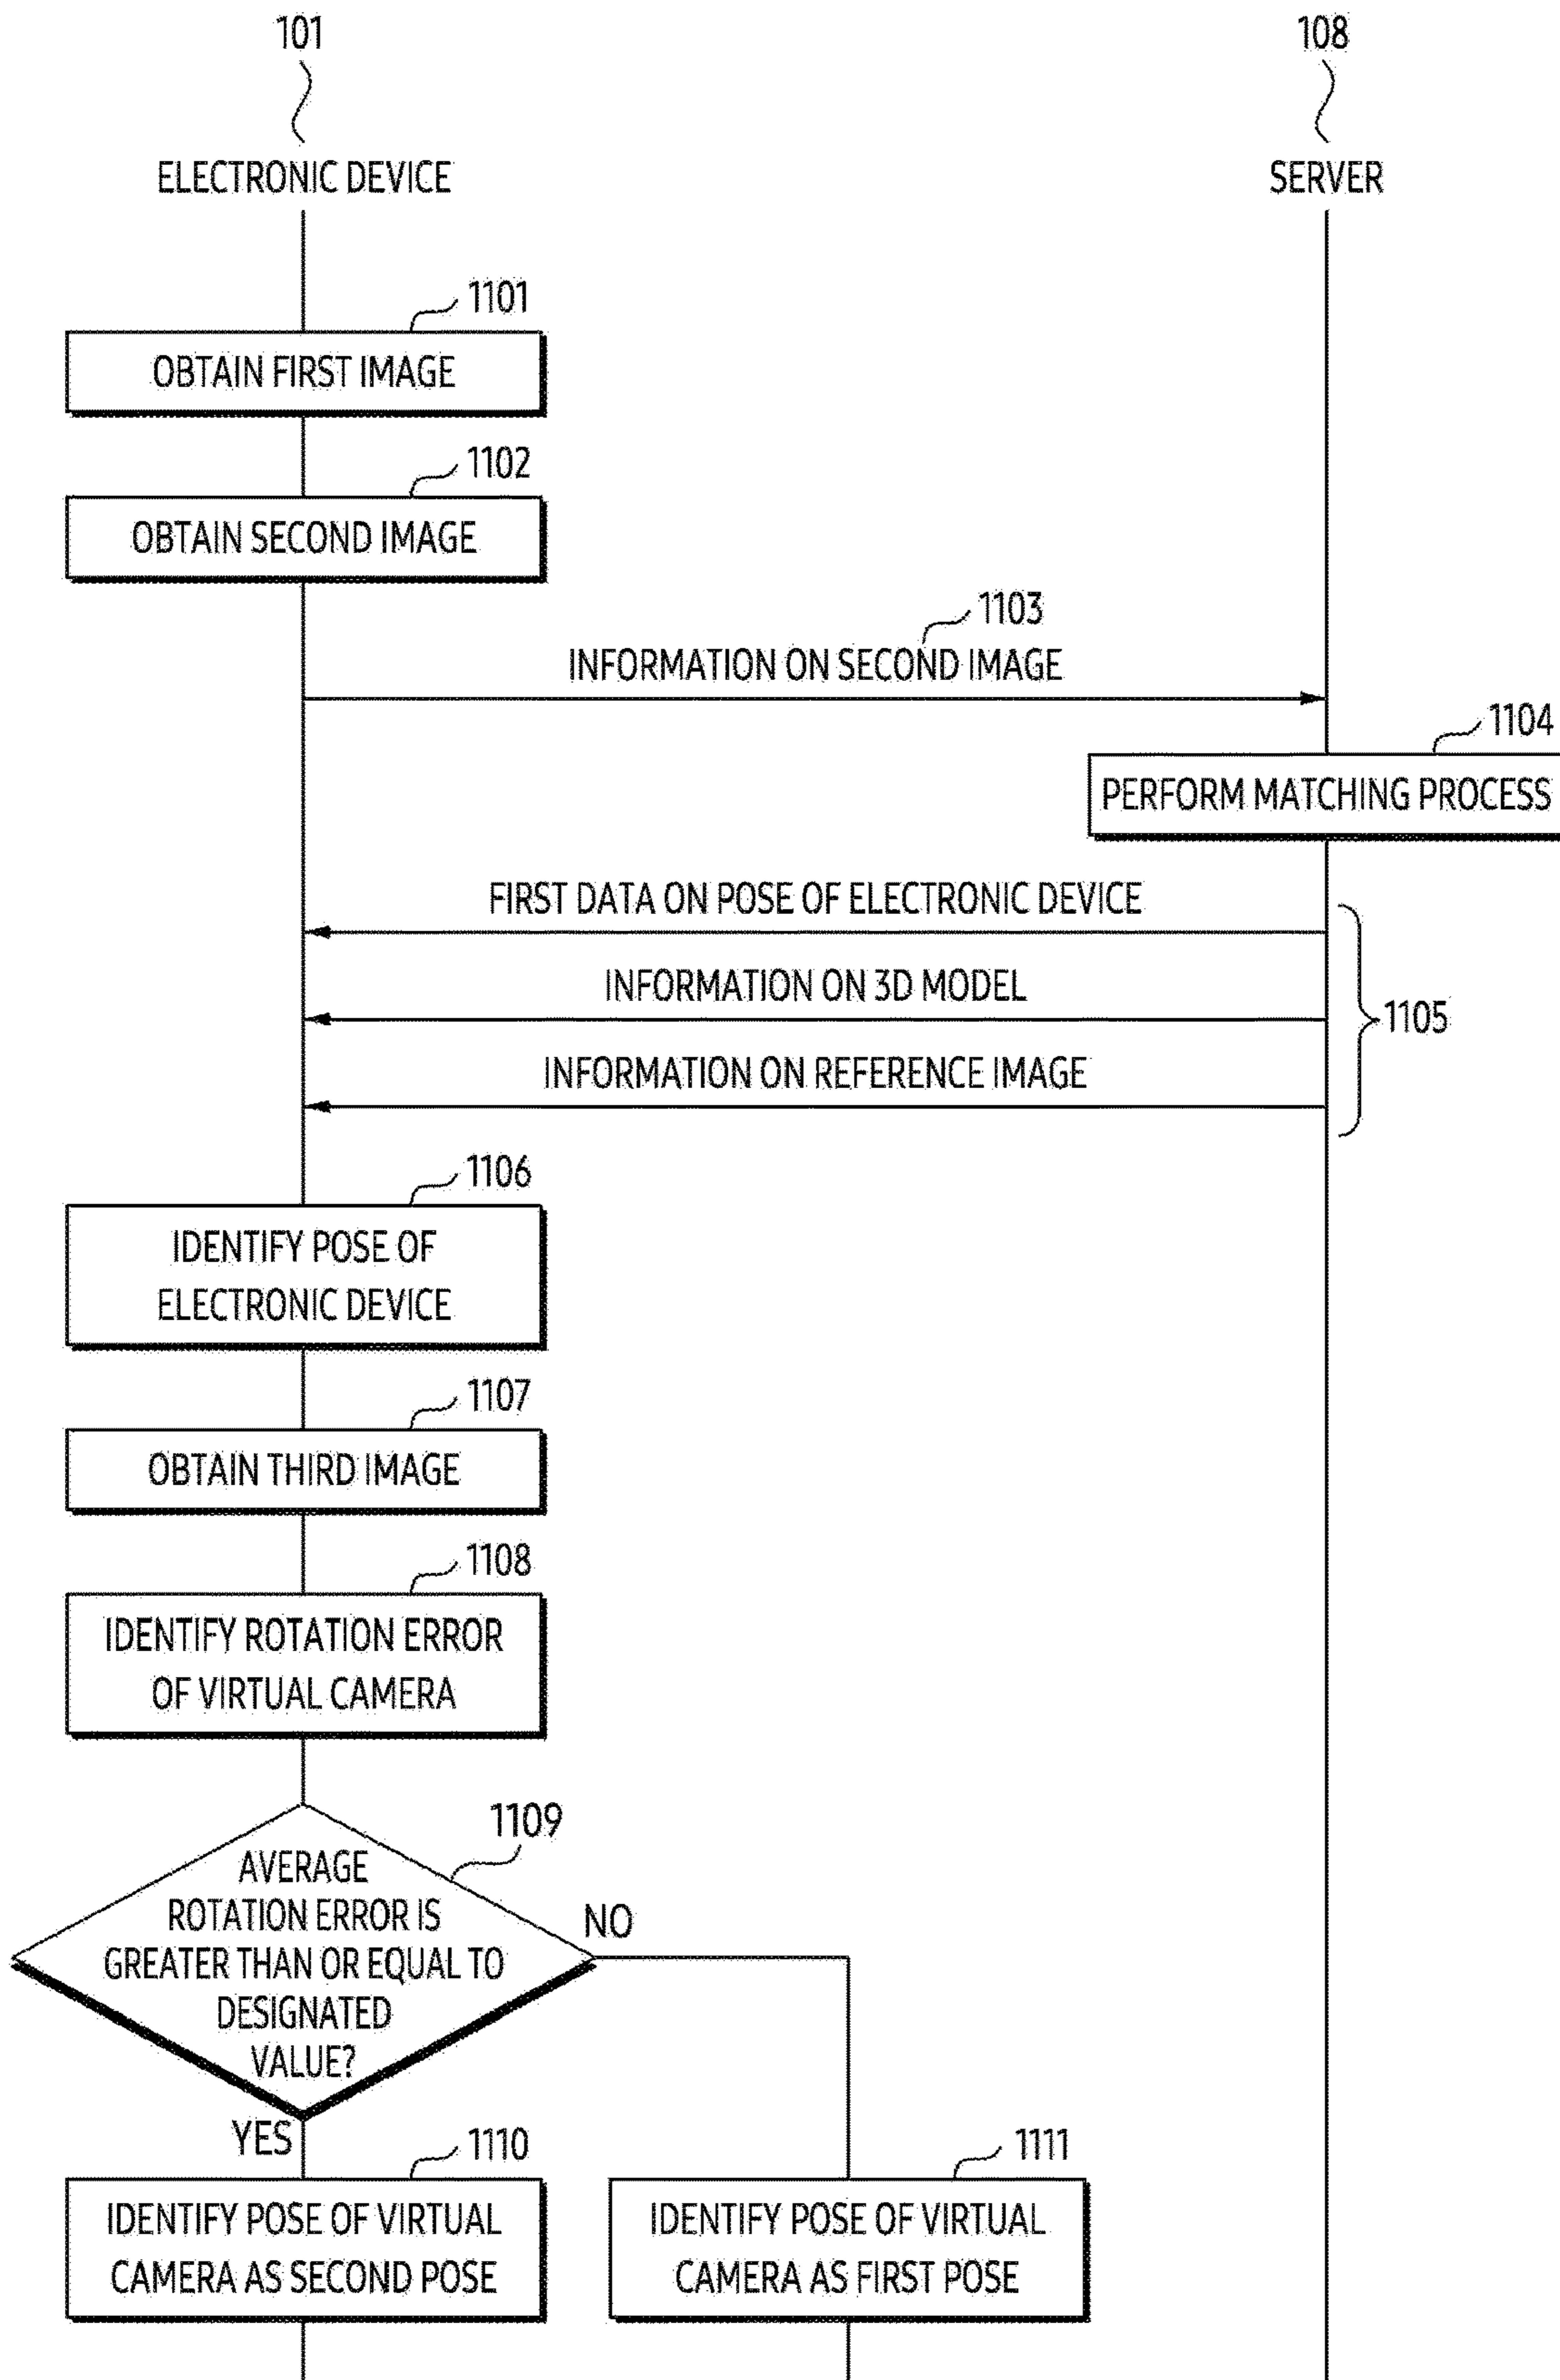 101
108
ELECTRONIC DEVICE
SERVER
1101
OBTAIN FIRST IMAGE
1102
OBTAIN SECOND IMAGE
1103
INFORMATION ON SECOND IMAGE
1104
PERFORM MATCHING PROCESS
FIRST DATA ON POSE OF ELECTRONIC DEVICE
INFORMATION ON 3D MODEL
1105
INFORMATION ON REFERENCE IMAGE
1106
IDENTIFY POSE OF
ELECTRONIC DEVICE
1107
OBTAIN THIRD IMAGE
1108
IDENTIFY ROTATION ERROR
OF VIRTUAL CAMERA
1109
AVERAGE
ROTATION ERROR IS
GREATER THAN OR EQUAL TO
DESIGNATED
VALUE?
NO
YES
1110
IDENTIFY POSE OF VIRTUAL
CAMERA AS SECOND POSE
1111
IDENTIFY POSE OF VIRTUAL
CAMERA AS FIRST POSE